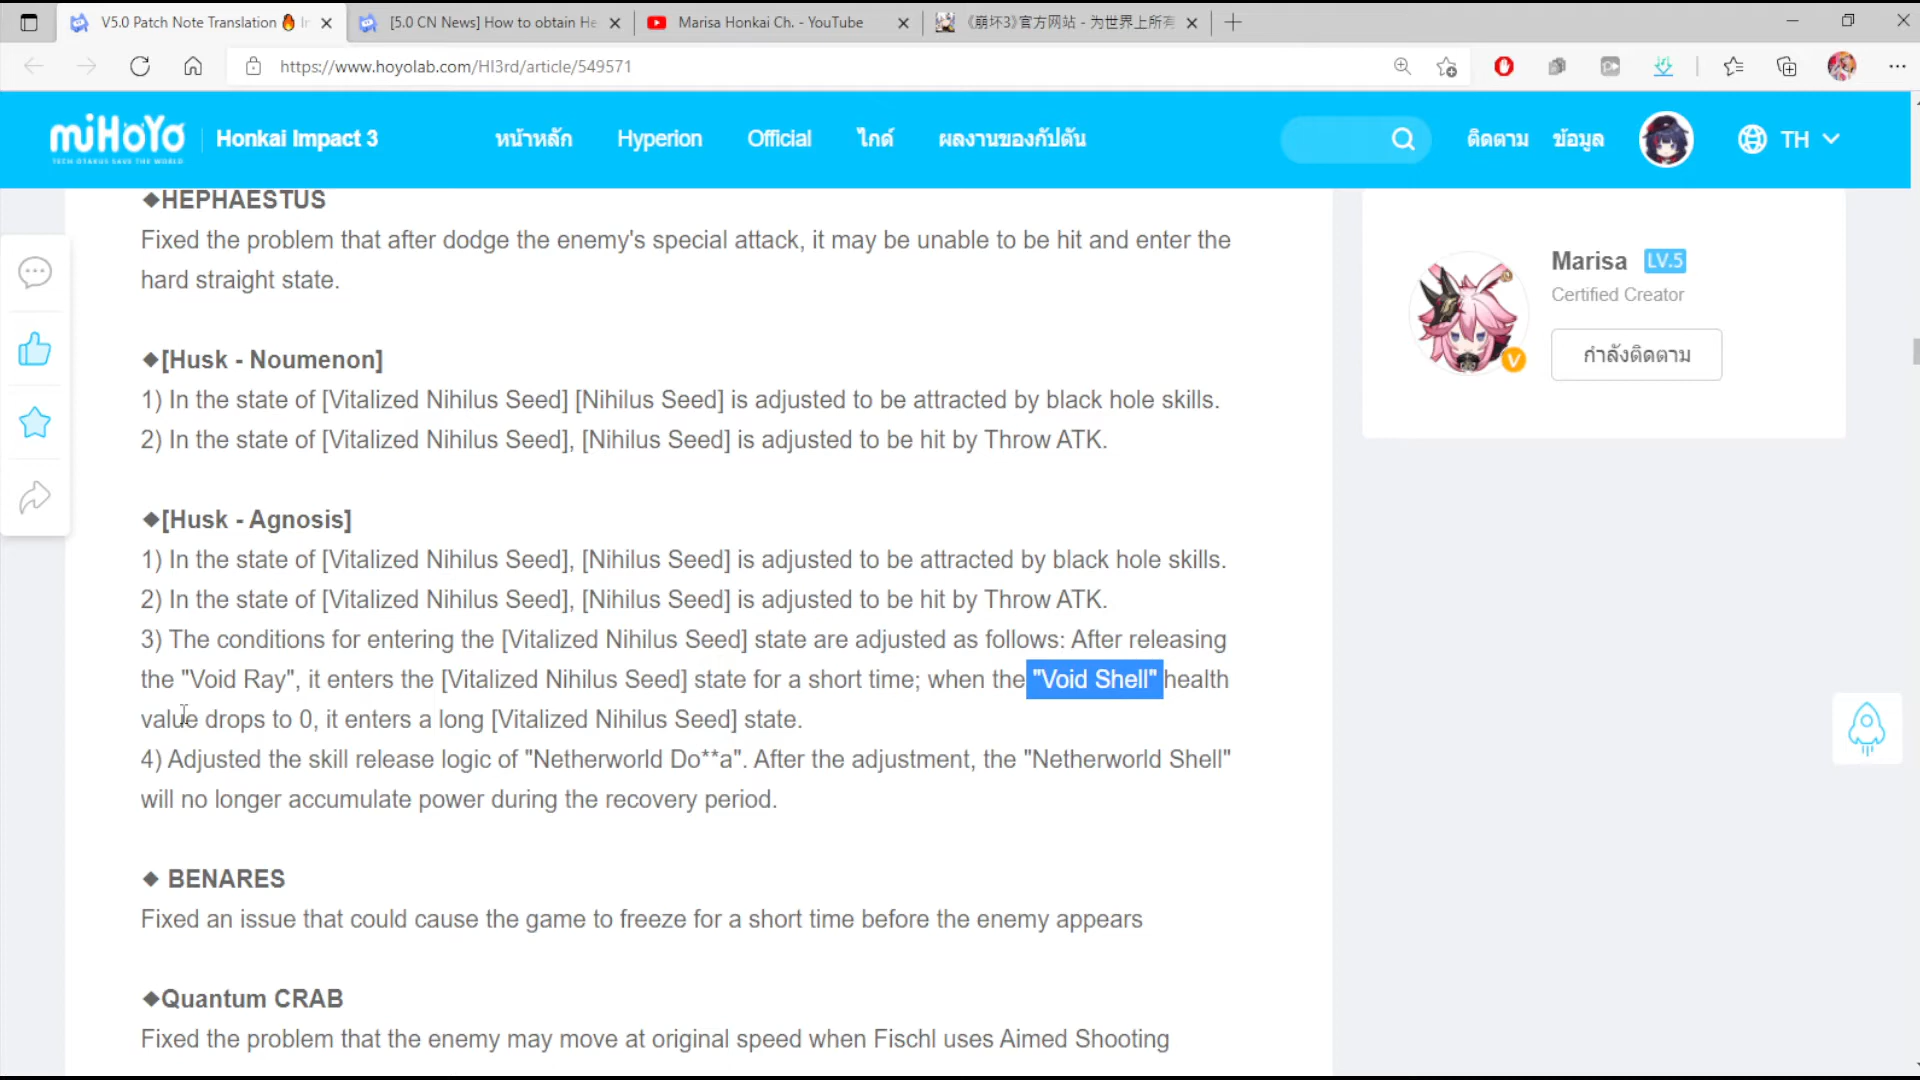 V5.0 Patch Note Translation🔥
[5.0 CN News] How to obtain He
Marisa Honkai Ch. - YouTube
《崩坏3》官方网站 - 为世界上所有
https://www.hoyolab.com/HI3rd/article/549571
miHoYo
TECH OTAKUS SAVE THE WORLD
Honkai Impact 3
หน้าหลัก
Hyperion
Official
ไกด์
ผลงานของกัปตัน
ติดตาม
ข้อมูล
TH
◆HEPHAESTUS
Fixed the problem that after dodge the enemy's special attack, it may be unable to be hit and enter the
hard straight state.
◆[Husk - Noumenon]
1) In the state of [Vitalized Nihilus Seed] [Nihilus Seed] is adjusted to be attracted by black hole skills.
2) In the state of [Vitalized Nihilus Seed], [Nihilus Seed] is adjusted to be hit by Throw ATK.
◆[Husk - Agnosis]
1) In the state of [Vitalized Nihilus Seed], [Nihilus Seed] is adjusted to be attracted by black hole skills.
2) In the state of [Vitalized Nihilus Seed], [Nihilus Seed] is adjusted to be hit by Throw ATK.
3) The conditions for entering the [Vitalized Nihilus Seed] state are adjusted as follows: After releasing
the "Void Ray", it enters the [Vitalized Nihilus Seed] state for a short time; when the "Void Shell" health
value drops to 0, it enters a long [Vitalized Nihilus Seed] state.
4) Adjusted the skill release logic of "Netherworld Do**a". After the adjustment, the "Netherworld Shell"
will no longer accumulate power during the recovery period.
◆ BENARES
Fixed an issue that could cause the game to freeze for a short time before the enemy appears
◆Quantum CRAB
Fixed the problem that the enemy may move at original speed when Fischl uses Aimed Shooting
Marisa LV.5
Certified Creator
กำลังติดตาม
V